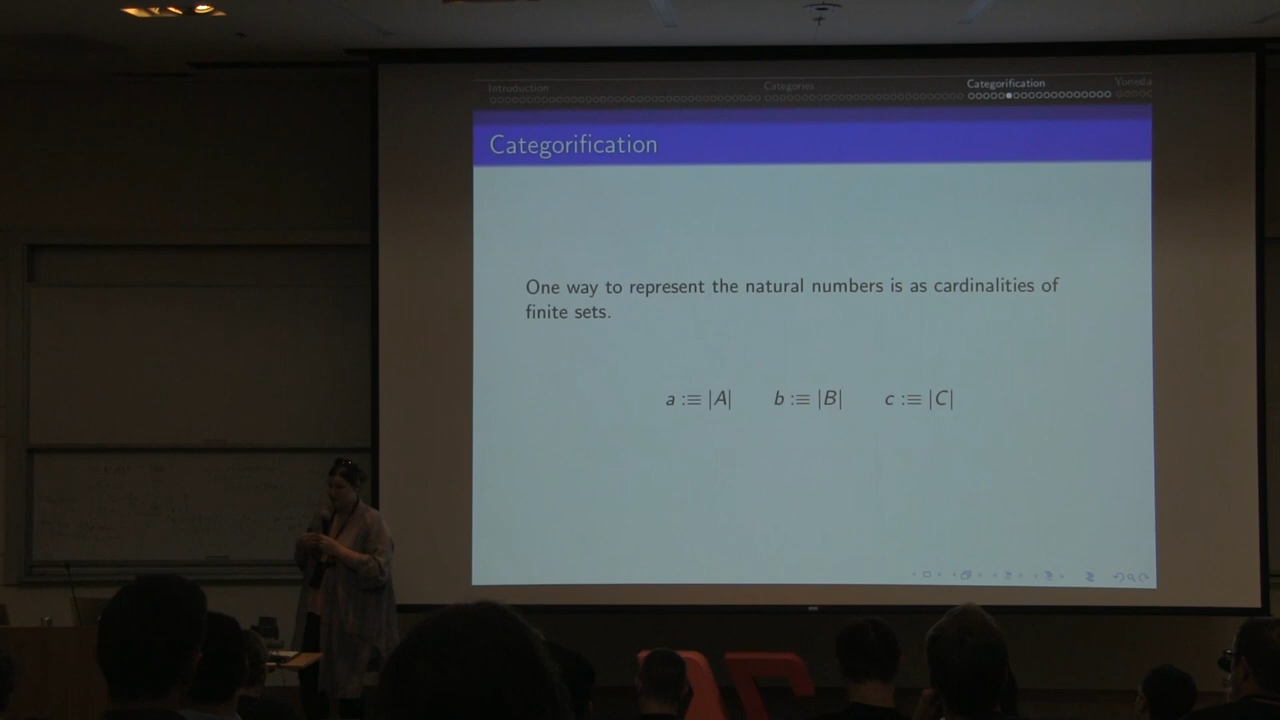 Introduction Categories Categorification Yoneda
Categorification
One way to represent the natural numbers is as cardinalities of
finite sets.
a :≡ |A| b :≡ |B| c :≡ |C|